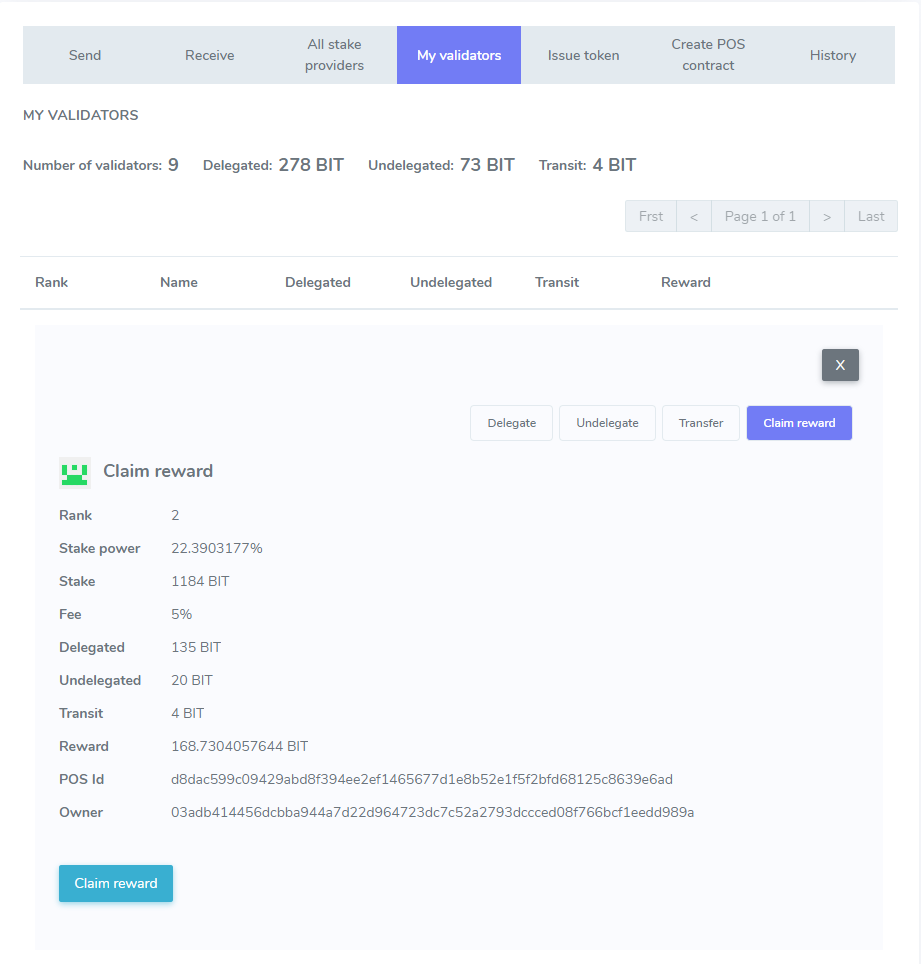 Send Receive All stake providers My validators Issue token Create POS contract History
MY VALIDATORS
Number of validators: 9 Delegated: 278 BIT Undelegated: 73 BIT Transit: 4 BIT
Frst < Page 1 of 1 > Last
Rank Name Delegated Undelegated Transit Reward
X
Delegate Undelegate Transfer Claim reward
Claim reward
Rank 2
Stake power 22.3903177%
Stake 1184 BIT
Fee 5%
Delegated 135 BIT
Undelegated 20 BIT
Transit 4 BIT
Reward 168.7304057644 BIT
POS Id d8dac599c09429abd8f394ee2ef1465677d1e8b52e1f5f2bfd68125c8639e6ad
Owner 03adb414456dcbba944a7d22d964723dc7c52a2793dccced08f766bcf1eedd989a
Claim reward